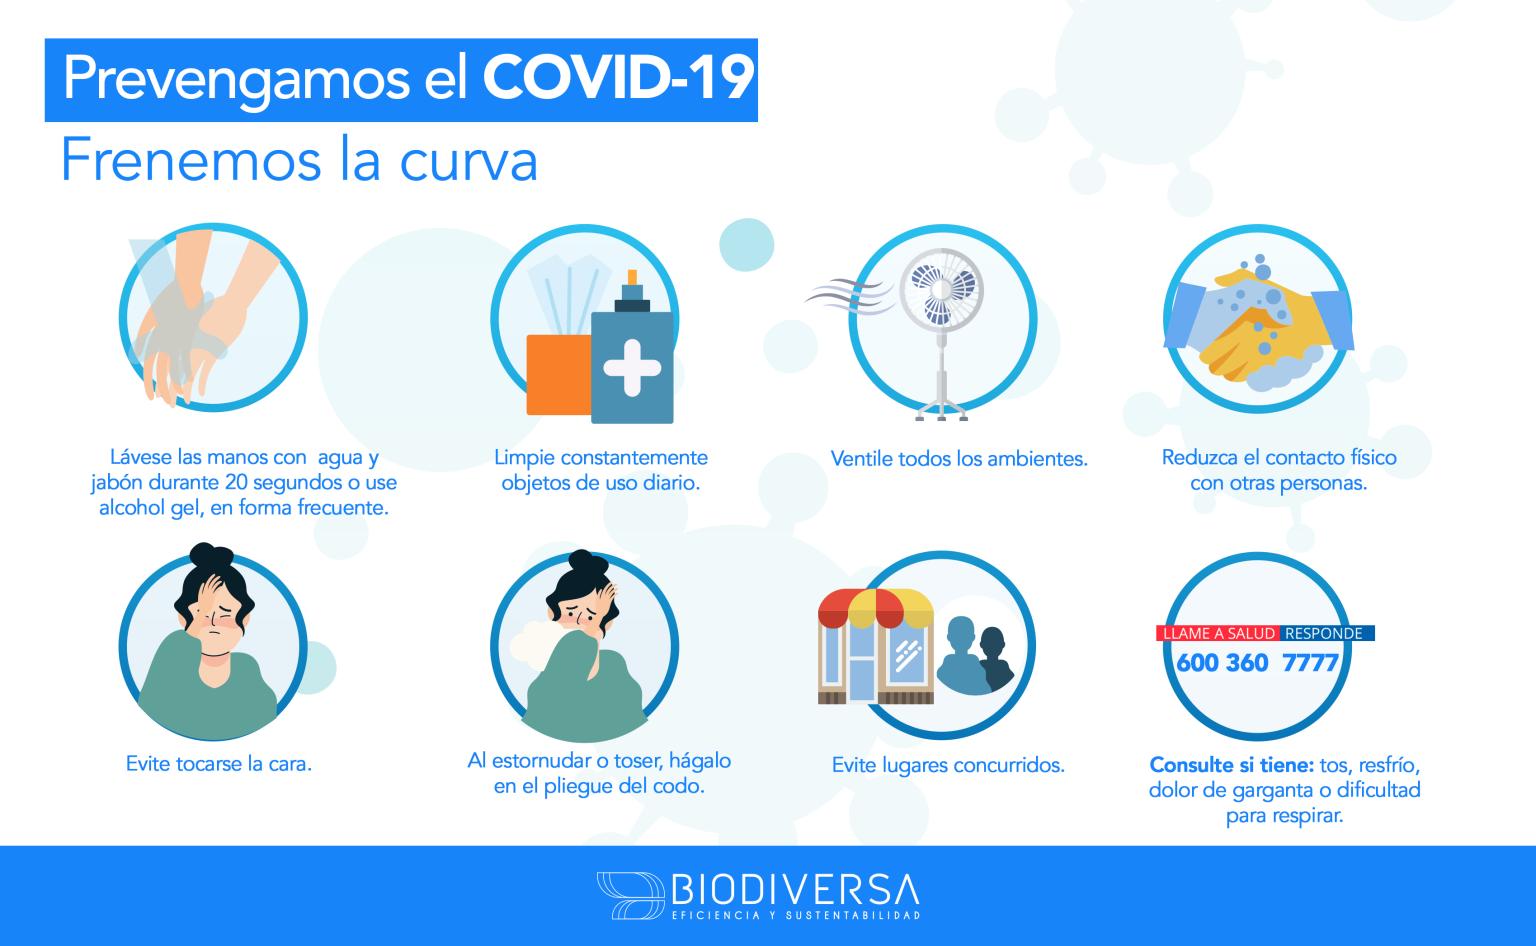 Prevengamos el COVID-19
Frenemos la curva
Lávese las manos con agua y
jabón durante 20 segundos o use
alcohol gel, en forma frecuente.
Limpie constantemente
objetos de uso diario.
Ventile todos los ambientes.
Reduzca el contacto físico
con otras personas.
Evite tocarse la cara.
Al estornudar o toser, hágalo
en el pliegue del codo.
Evite lugares concurridos.
LLAME A SALUD RESPONDE
600 360 7777
Consulte si tiene: tos, resfrío,
dolor de garganta o dificultad
para respirar.
BIODIVERSA
EFICIENCIA Y SUSTENTABILIDAD